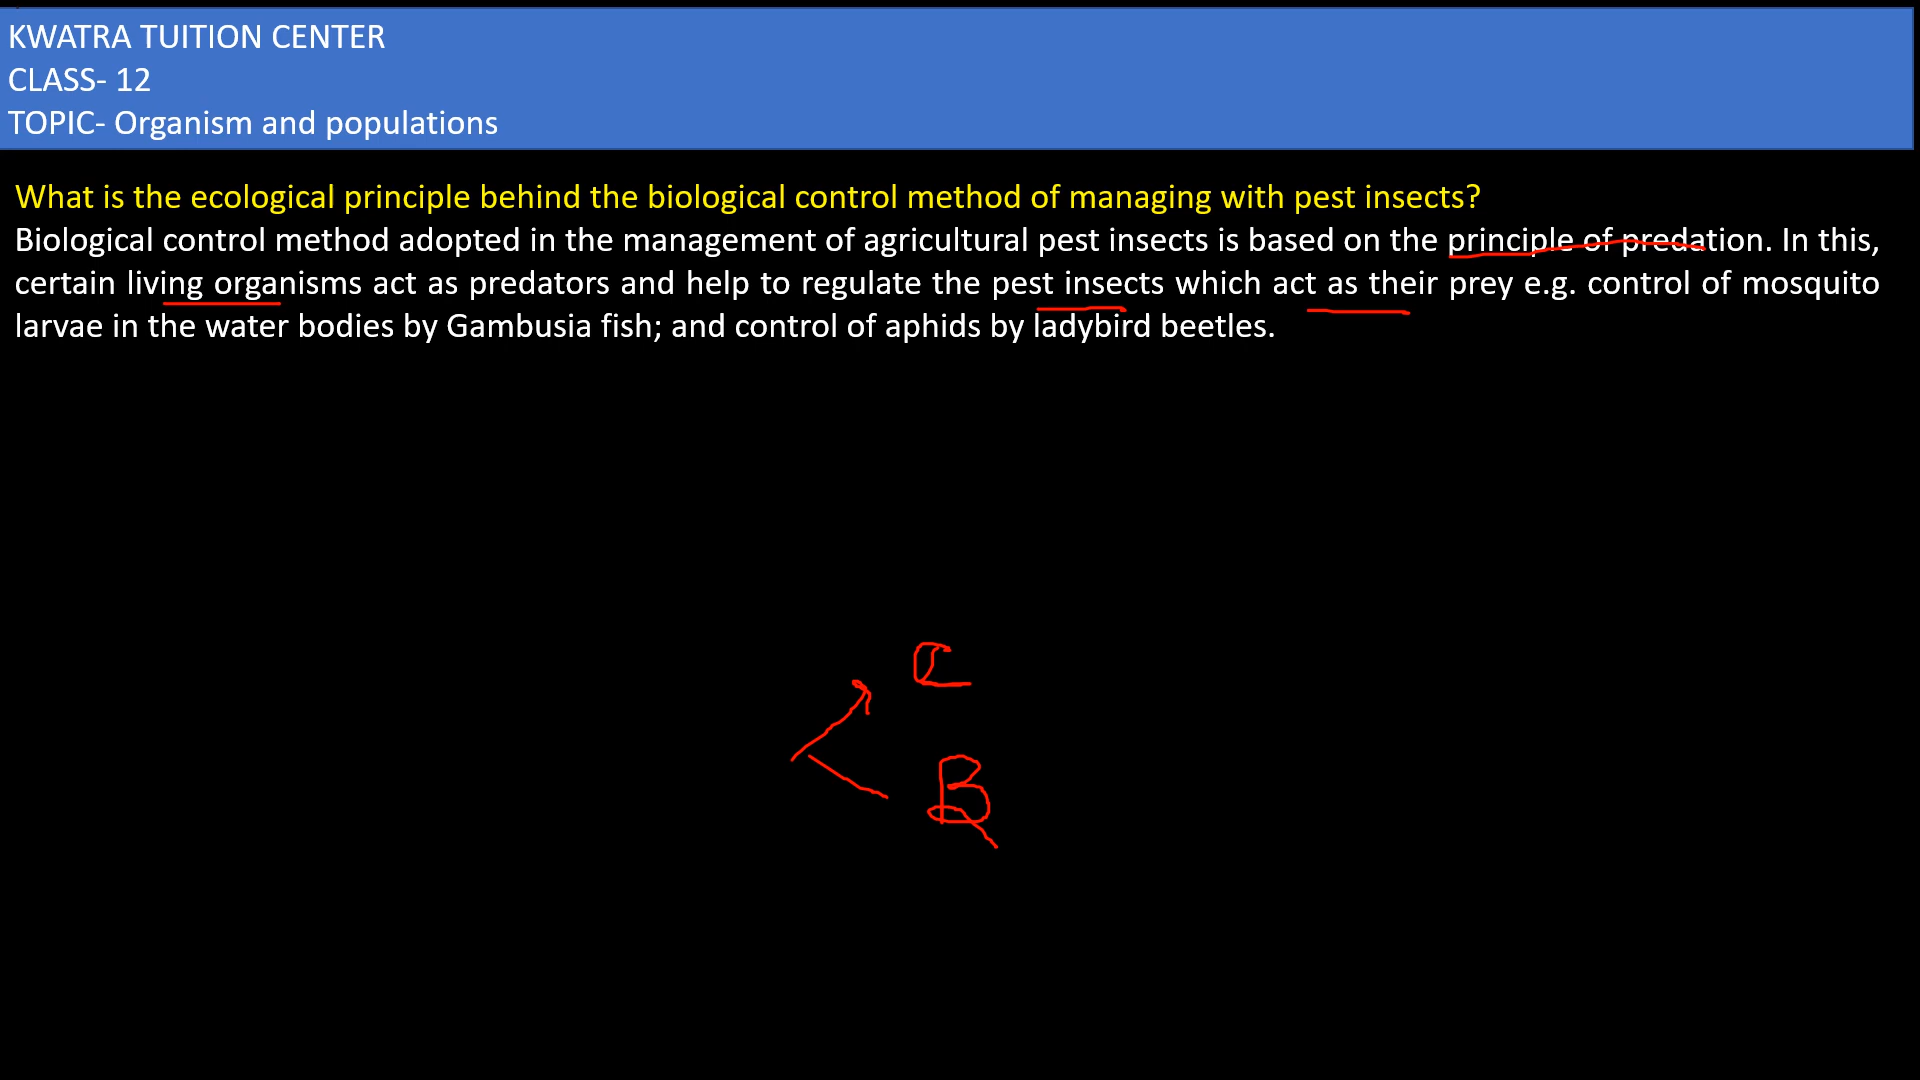 KWATRA TUITION CENTER
CLASS- 12
TOPIC- Organism and populations
What is the ecological principle behind the biological control method of managing with pest insects?
Biological control method adopted in the management of agricultural pest insects is based on the principle of predation. In this,
certain living organisms act as predators and help to regulate the pest insects which act as their prey e.g. control of mosquito
larvae in the water bodies by Gambusia fish; and control of aphids by ladybird beetles.
C
B